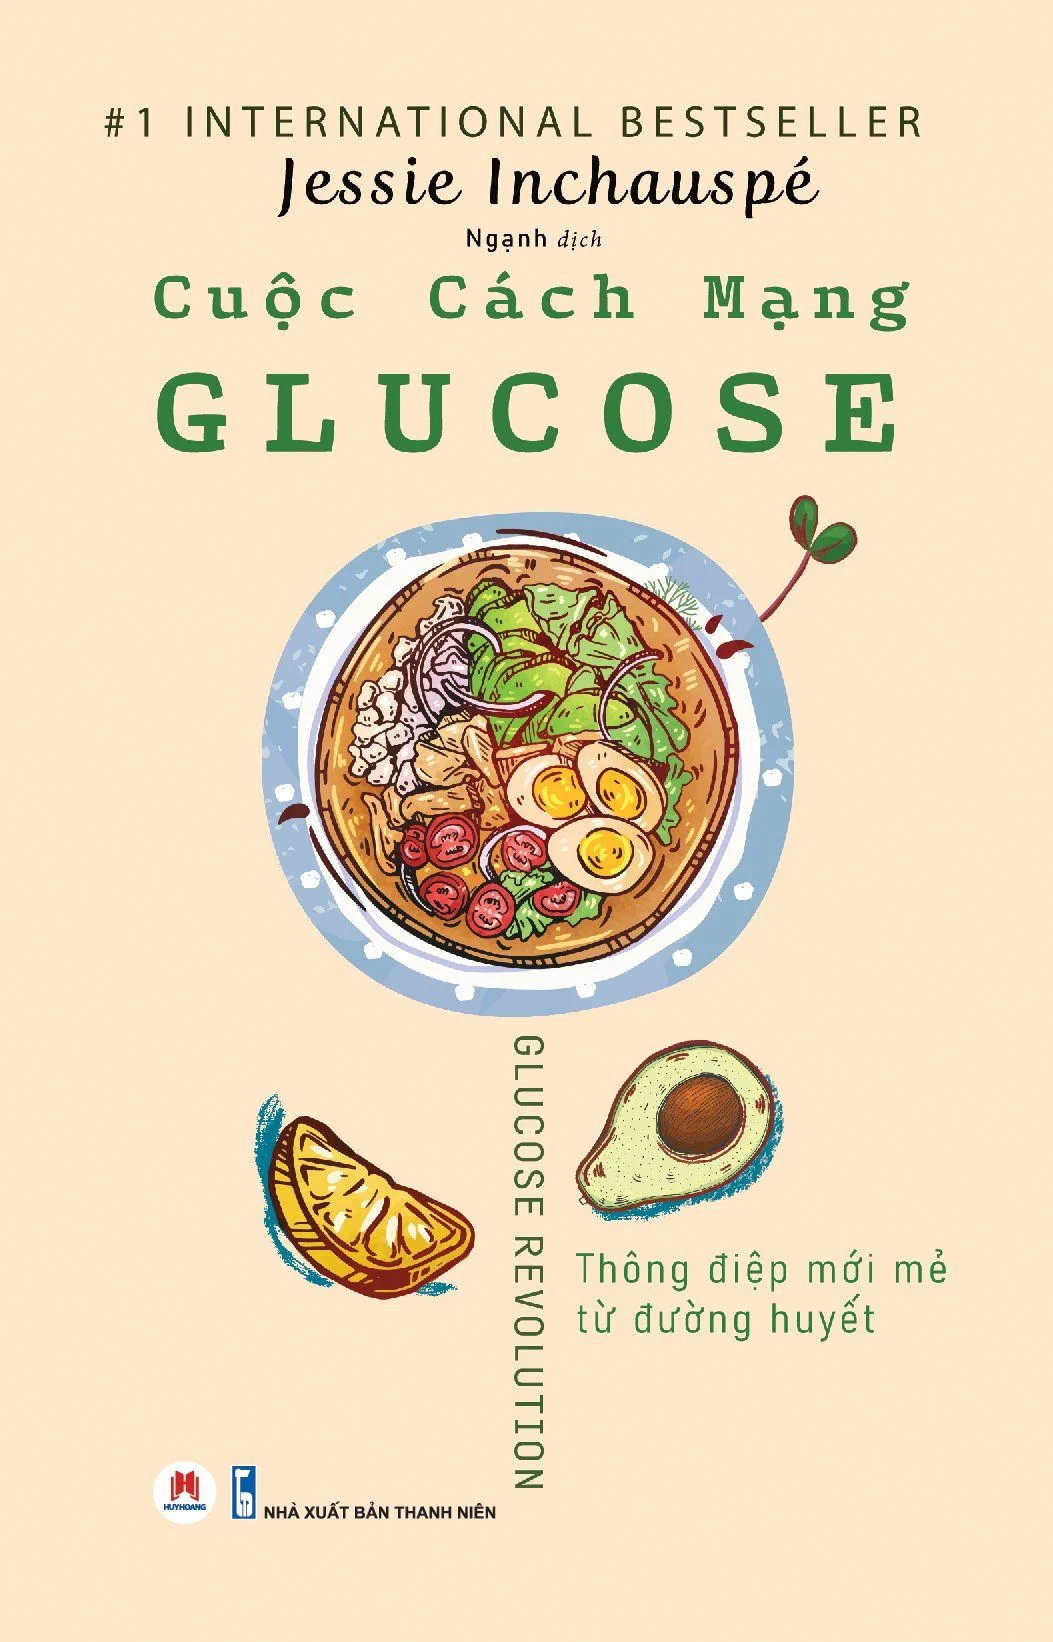 #1 INTERNATIONAL BESTSELLER
Jessie Inchauspé
Ngạnh dịch
Cuộc Cách Mạng
GLUCOSE
GLUCOSE REVOLUTION
Thông điệp mới mẻ
từ đường huyết
HUYHOANG
NHÀ XUẤT BẢN THANH NIÊN